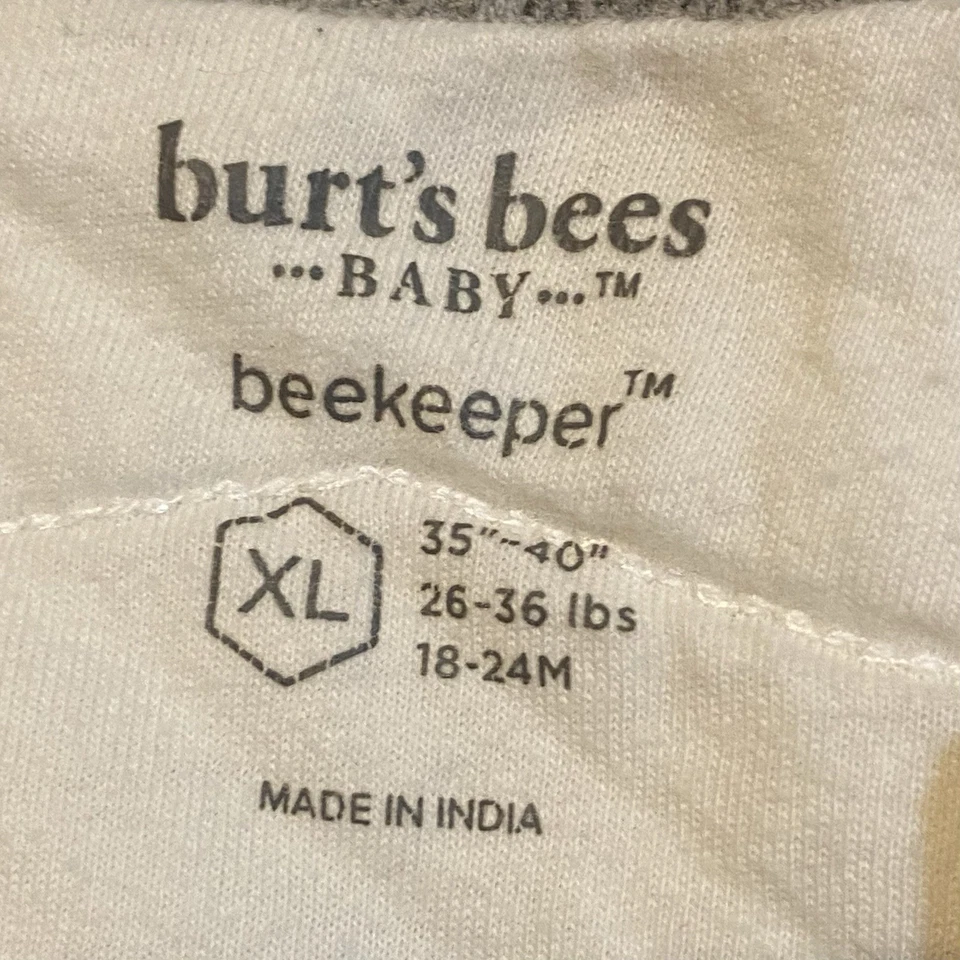 burt's bees
•••BABY•••™
beekeeper™
XL
35"-40"
26-36 lbs
18-24M
MADE IN INDIA